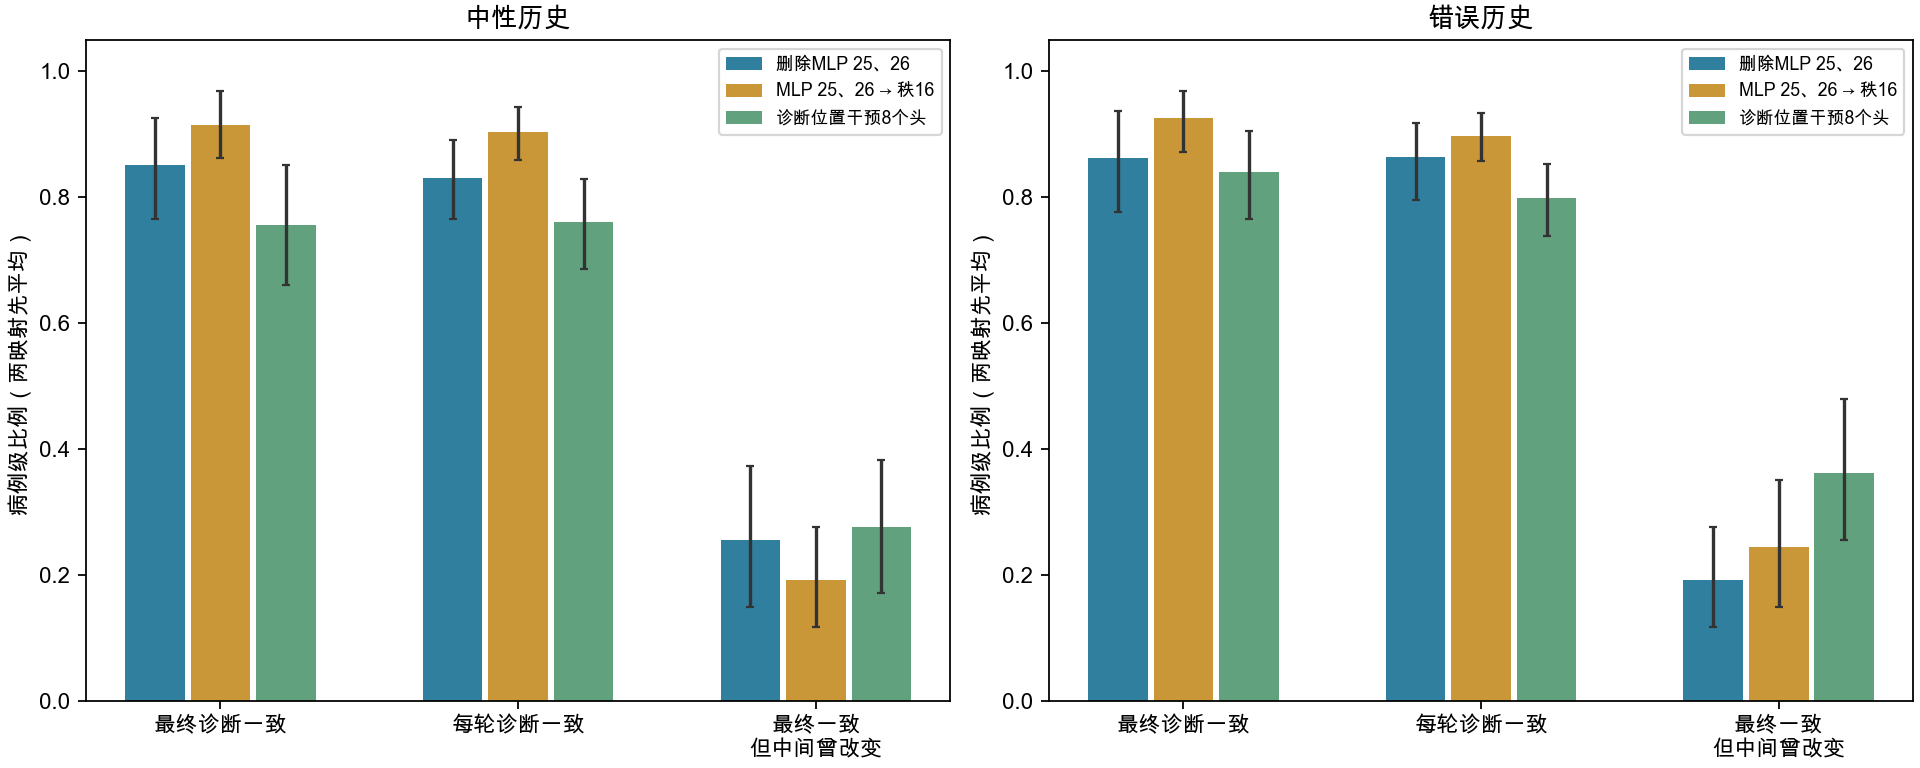 中性历史
病例级比例（两映射先平均）
1.0
0.8
0.6
0.4
0.2
0.0
删除MLP 25、26
MLP 25、26→秩16
诊断位置干预8个头
最终诊断一致
每轮诊断一致
最终一致
但中间曾改变
错误历史
病例级比例（两映射先平均）
1.0
0.8
0.6
0.4
0.2
0.0
删除MLP 25、26
MLP 25、26→秩16
诊断位置干预8个头
最终诊断一致
每轮诊断一致
最终一致
但中间曾改变